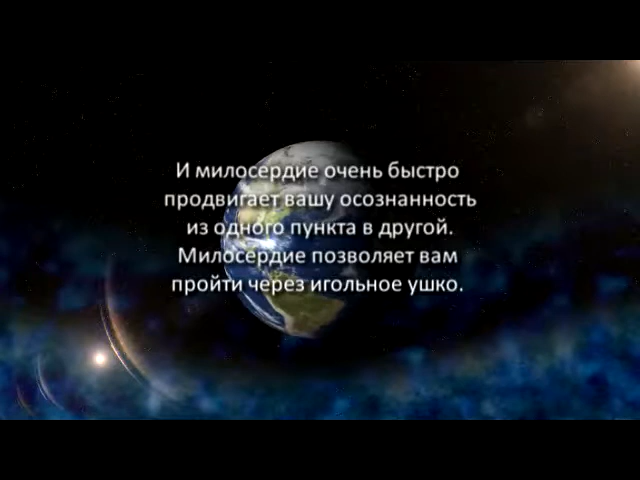 И милосердие очень быстро
продвигает вашу осознанность
из одного пункта в другой.
Милосердие позволяет вам
пройти через игольное ушко.